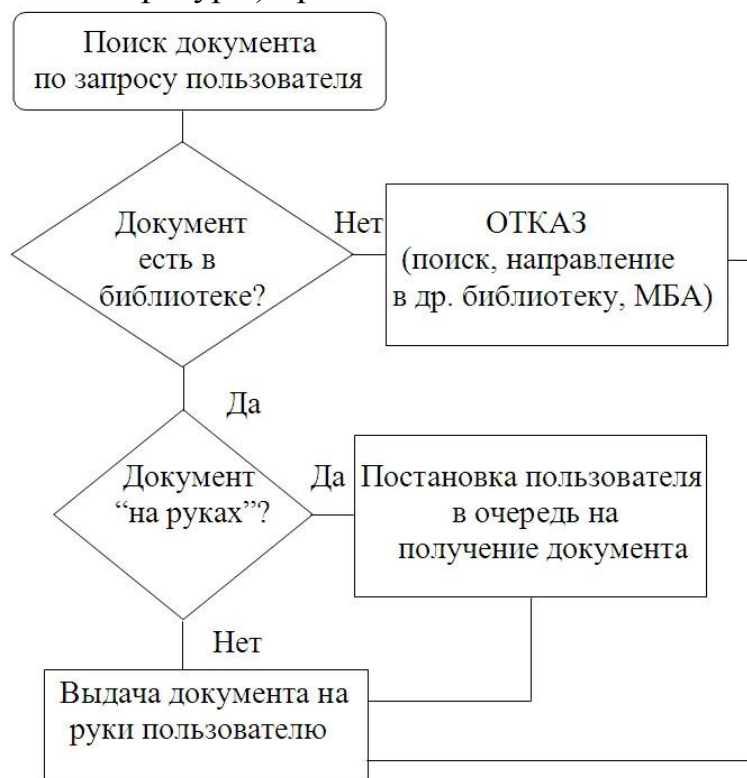 Поиск документа
по запросу пользователя
Документ
есть в
библиотеке?
Нет
ОТКАЗ
(поиск, направление
в др. библиотеку, МБА)
Да
Документ
“на руках”?
Да
Постановка пользователя
в очередь на
получение документа
Нет
Выдача документа на
руки пользователю